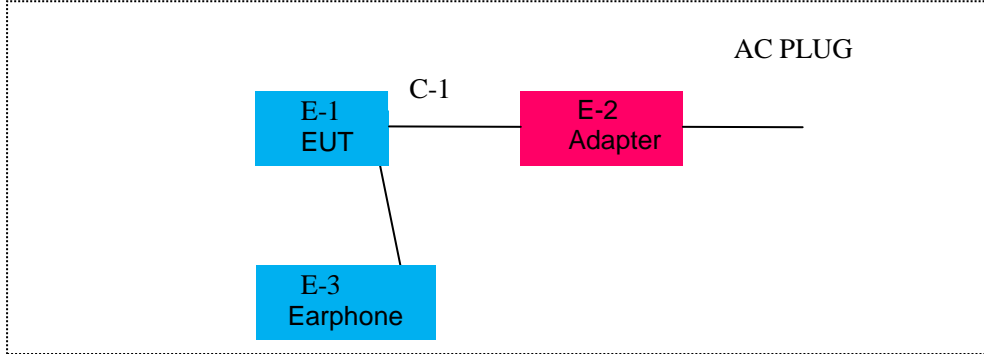 AC PLUG
C-1
E-1
EUT
E-2
Adapter
E-3
Earphone